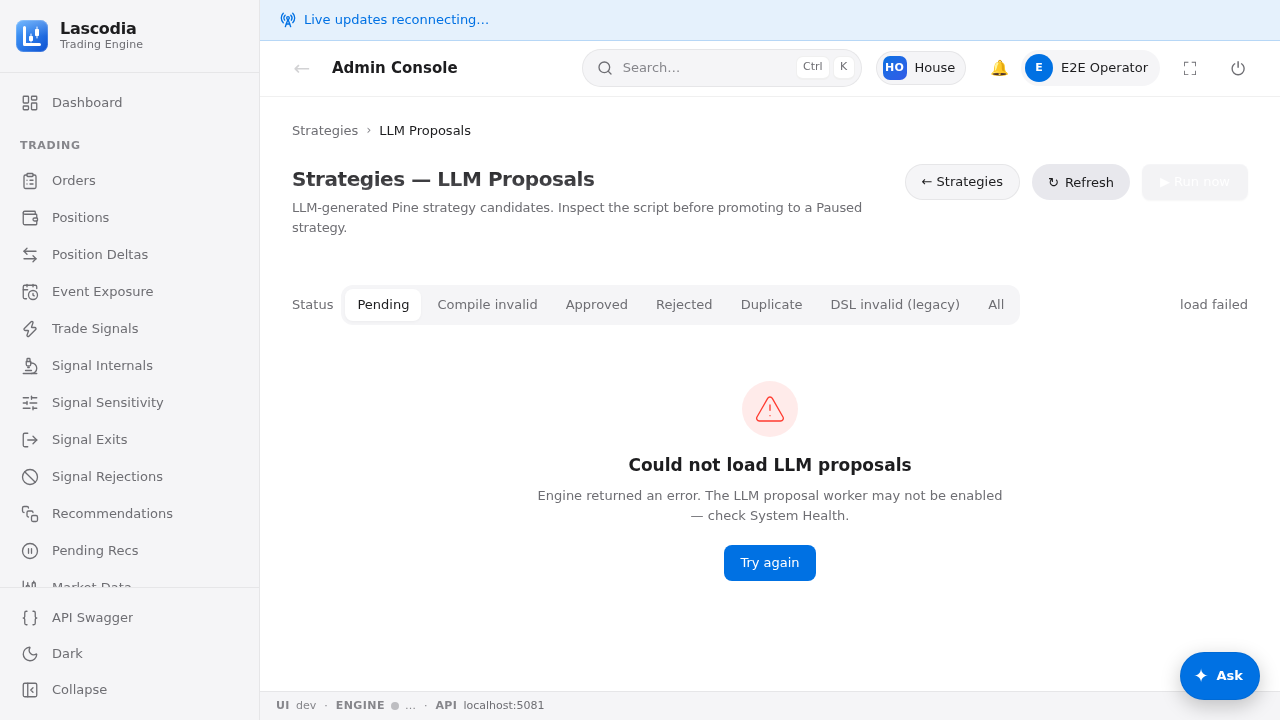 Lascodia
Trading Engine
Dashboard
TRADING
Orders
Positions
Position Deltas
Event Exposure
Trade Signals
Signal Internals
Signal Sensitivity
Signal Exits
Signal Rejections
Recommendations
Pending Recs
Market Data
API Swagger
Dark
Collapse
Live updates reconnecting…
← Admin Console
Search…
Ctrl K
HO House
E E2E Operator
Strategies › LLM Proposals
Strategies — LLM Proposals
LLM-generated Pine strategy candidates. Inspect the script before promoting to a Paused
strategy.
← Strategies
↻ Refresh
▶ Run now
Status Pending Compile invalid Approved Rejected Duplicate DSL invalid (legacy) All
load failed
Could not load LLM proposals
Engine returned an error. The LLM proposal worker may not be enabled
— check System Health.
Try again
✦ Ask
UI dev · ENGINE ... · API localhost:5081